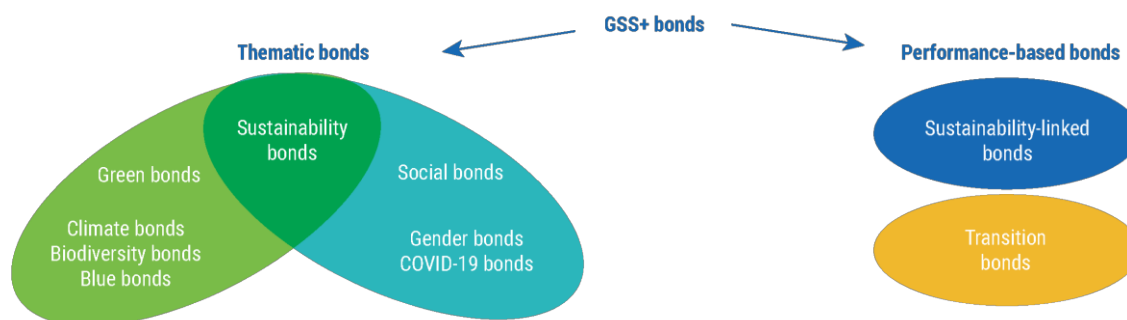 GSS+ bonds
Thematic bonds
Performance-based bonds
Sustainability
bonds
Green bonds
Climate bonds
Biodiversity bonds
Blue bonds
Social bonds
Gender bonds
COVID-19 bonds
Sustainability-linked
bonds
Transition
bonds